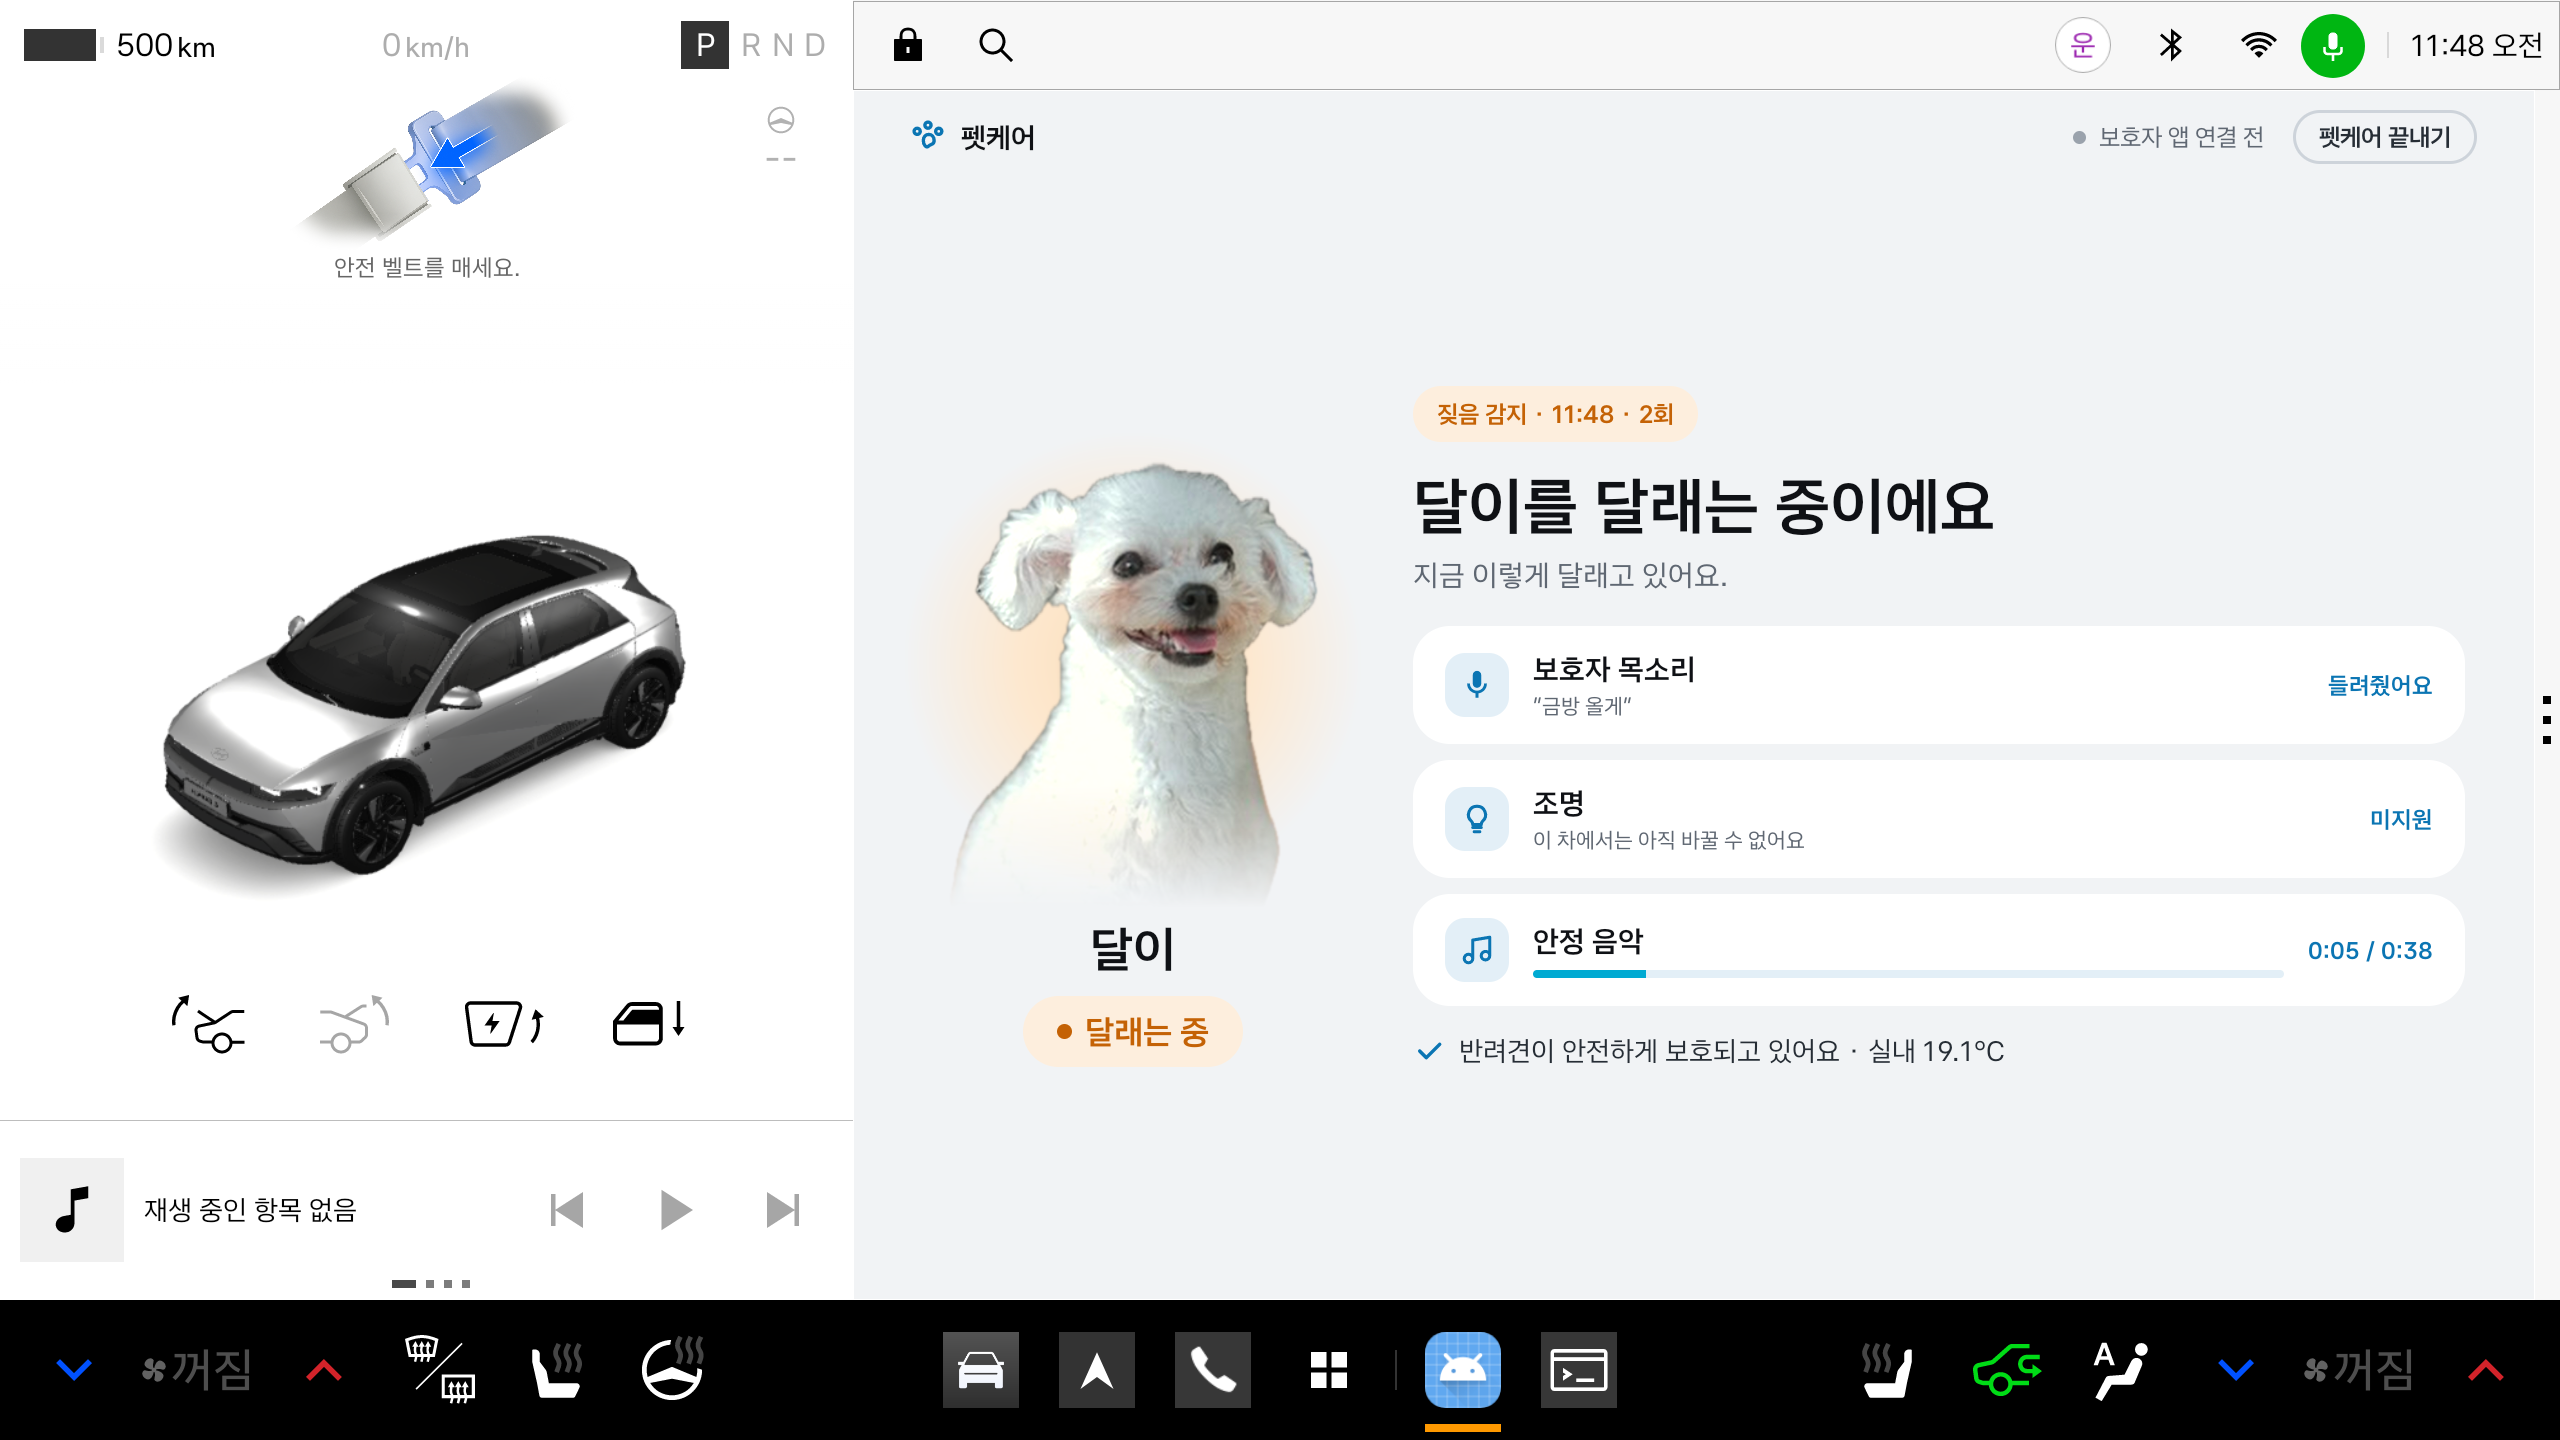 500 km
0 km/h
P R N D
안전 벨트를 매세요.
재생 중인 항목 없음
운
11:48 오전
펫케어
보호자 앱 연결 전
펫케어 끝내기
짖음 감지 · 11:48 · 2회
달이를 달래는 중이에요
지금 이렇게 달래고 있어요.
보호자 목소리
“금방 올게”
들려줬어요
조명
이 차에서는 아직 바꿀 수 없어요
미지원
안정 음악
0:05 / 0:38
반려견이 안전하게 보호되고 있어요 · 실내 19.1°C
달이
달래는 중
꺼짐
A
꺼짐